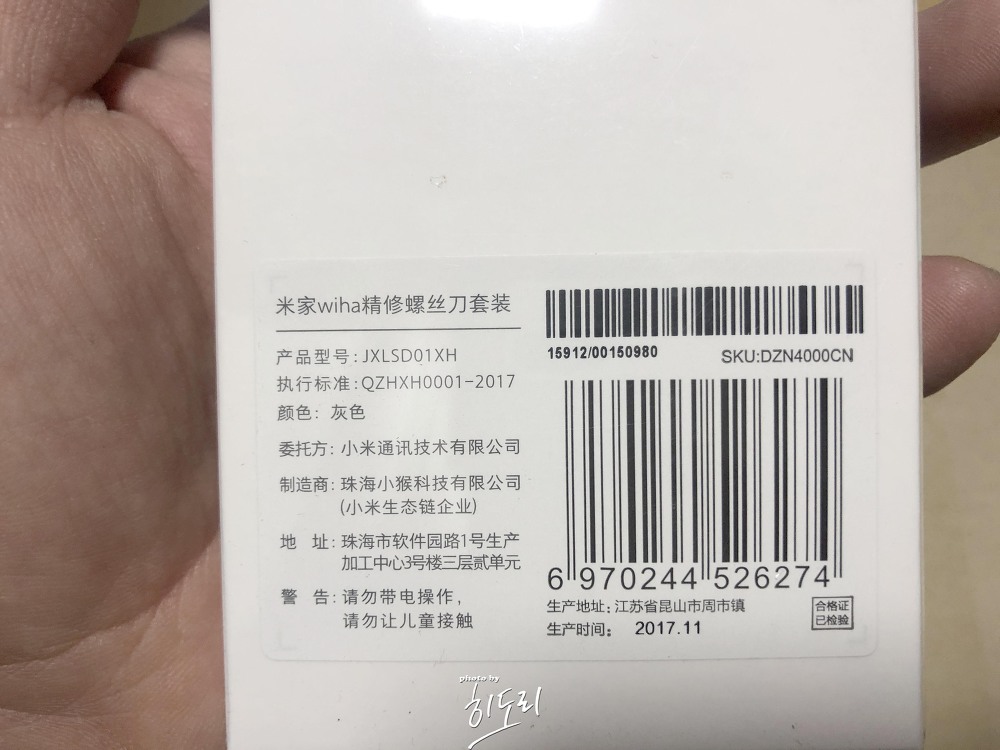 米家wiha精修螺丝刀套装
产品型号:JXLSD01XH
执行标准:QZHXH0001-2017
颜色: 灰色
委托方: 小米通讯技术有限公司
制造商: 珠海小猴科技有限公司
(小米生态链企业)
地 址: 珠海市软件园路1号生产
加工中心3号楼三层贰单元
警 告: 请勿带电操作,
请勿让儿童接触
15912/00150980
SKU:DZN4000CN
6 970244 526274
生产地址: 江苏省昆山市周市镇
生产时间: 2017.11
合格证
已检验
photo by
히도리